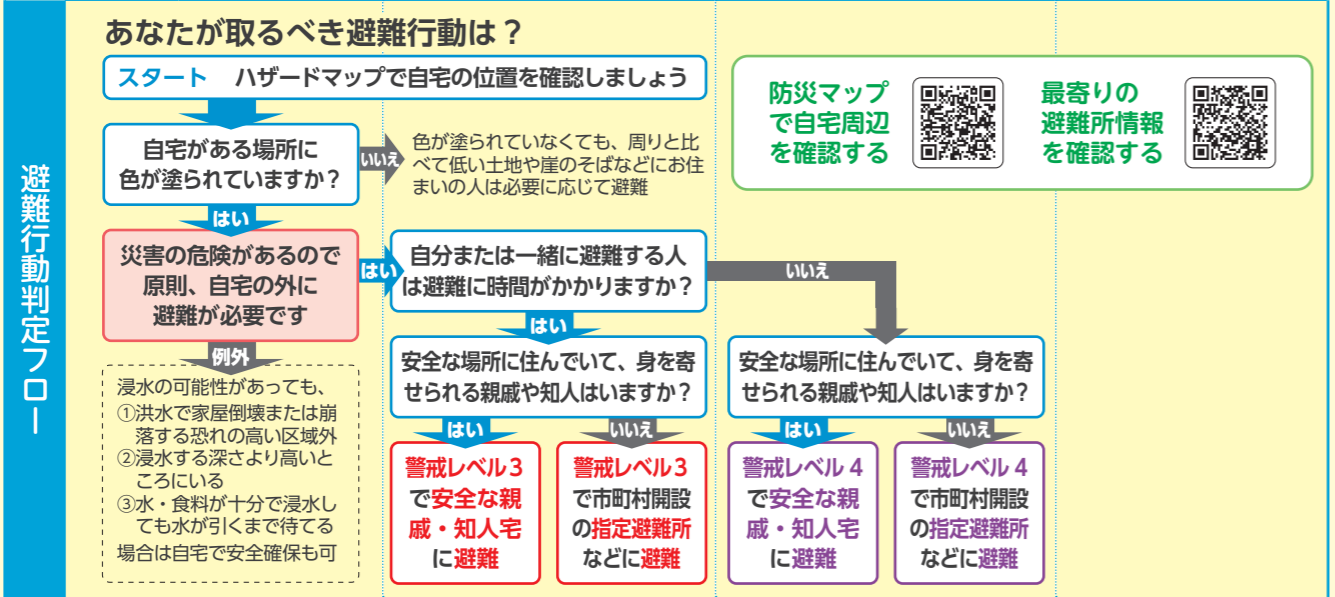 避難行動判定フロー
あなたが取るべき避難行動は？
スタート　ハザードマップで自宅の位置を確認しましょう
防災マップ
で自宅周辺
を確認する
最寄りの
避難所情報
を確認する
自宅がある場所に
色が塗られていますか？
いいえ
色が塗られていなくても、周りと比
べて低い土地や崖のそばなどにお住
まいの人は必要に応じて避難
はい
災害の危険があるので
原則、自宅の外に
避難が必要です
はい
自分または一緒に避難する人
は避難に時間がかかりますか？
いいえ
例外
浸水の可能性があっても、
①洪水で家屋倒壊または崩
落する恐れの高い区域外
②浸水する深さより高いと
ころにいる
③水・食料が十分で浸水し
ても水が引くまで待てる
場合は自宅で安全確保も可
はい
安全な場所に住んでいて、身を寄
せられる親戚や知人はいますか？
はい
いいえ
警戒レベル3
で安全な親
戚・知人宅
に避難
警戒レベル3
で市町村開設
の指定避難所
などに避難
安全な場所に住んでいて、身を寄
せられる親戚や知人はいますか？
はい
いいえ
警戒レベル4
で安全な親
戚・知人宅
に避難
警戒レベル4
で市町村開設
の指定避難所
などに避難